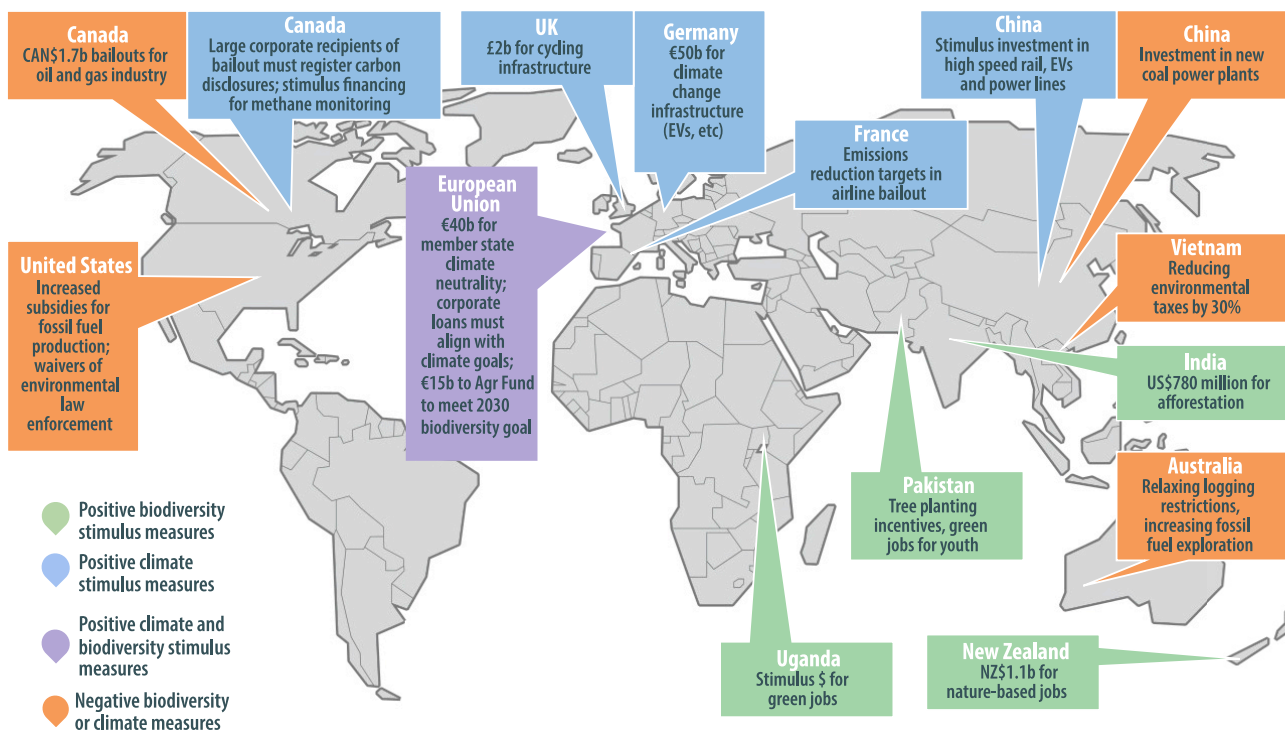 Canada
CAN$1.7b bailouts for
oil and gas industry
Canada
Large corporate recipients of
bailout must register carbon
disclosures; stimulus financing
for methane monitoring
UK
£2b for cycling
infrastructure
Germany
€50b for
climate
change
infrastructure
(EVs, etc)
China
Stimulus investment in
high speed rail, EVs
and power lines
China
Investment in new
coal power plants
France
Emissions
reduction targets in
airline bailout
European
Union
€40b for
member state
climate
neutrality;
corporate
loans must
align with
climate goals;
€15b to Agr Fund
to meet 2030
biodiversity goal
United States
Increased
subsidies for
fossil fuel
production;
waivers of
environmental
law
enforcement
Vietnam
Reducing
environmental
taxes by 30%
India
US$780 million for
afforestation
Australia
Relaxing logging
restrictions,
increasing fossil
fuel exploration
Pakistan
Tree planting
incentives, green
jobs for youth
Uganda
Stimulus $ for
green jobs
New Zealand
NZ$1.1b for
nature-based jobs
Positive biodiversity
stimulus measures
Positive climate
stimulus measures
Positive climate and
biodiversity stimulus
measures
Negative biodiversity
or climate measures